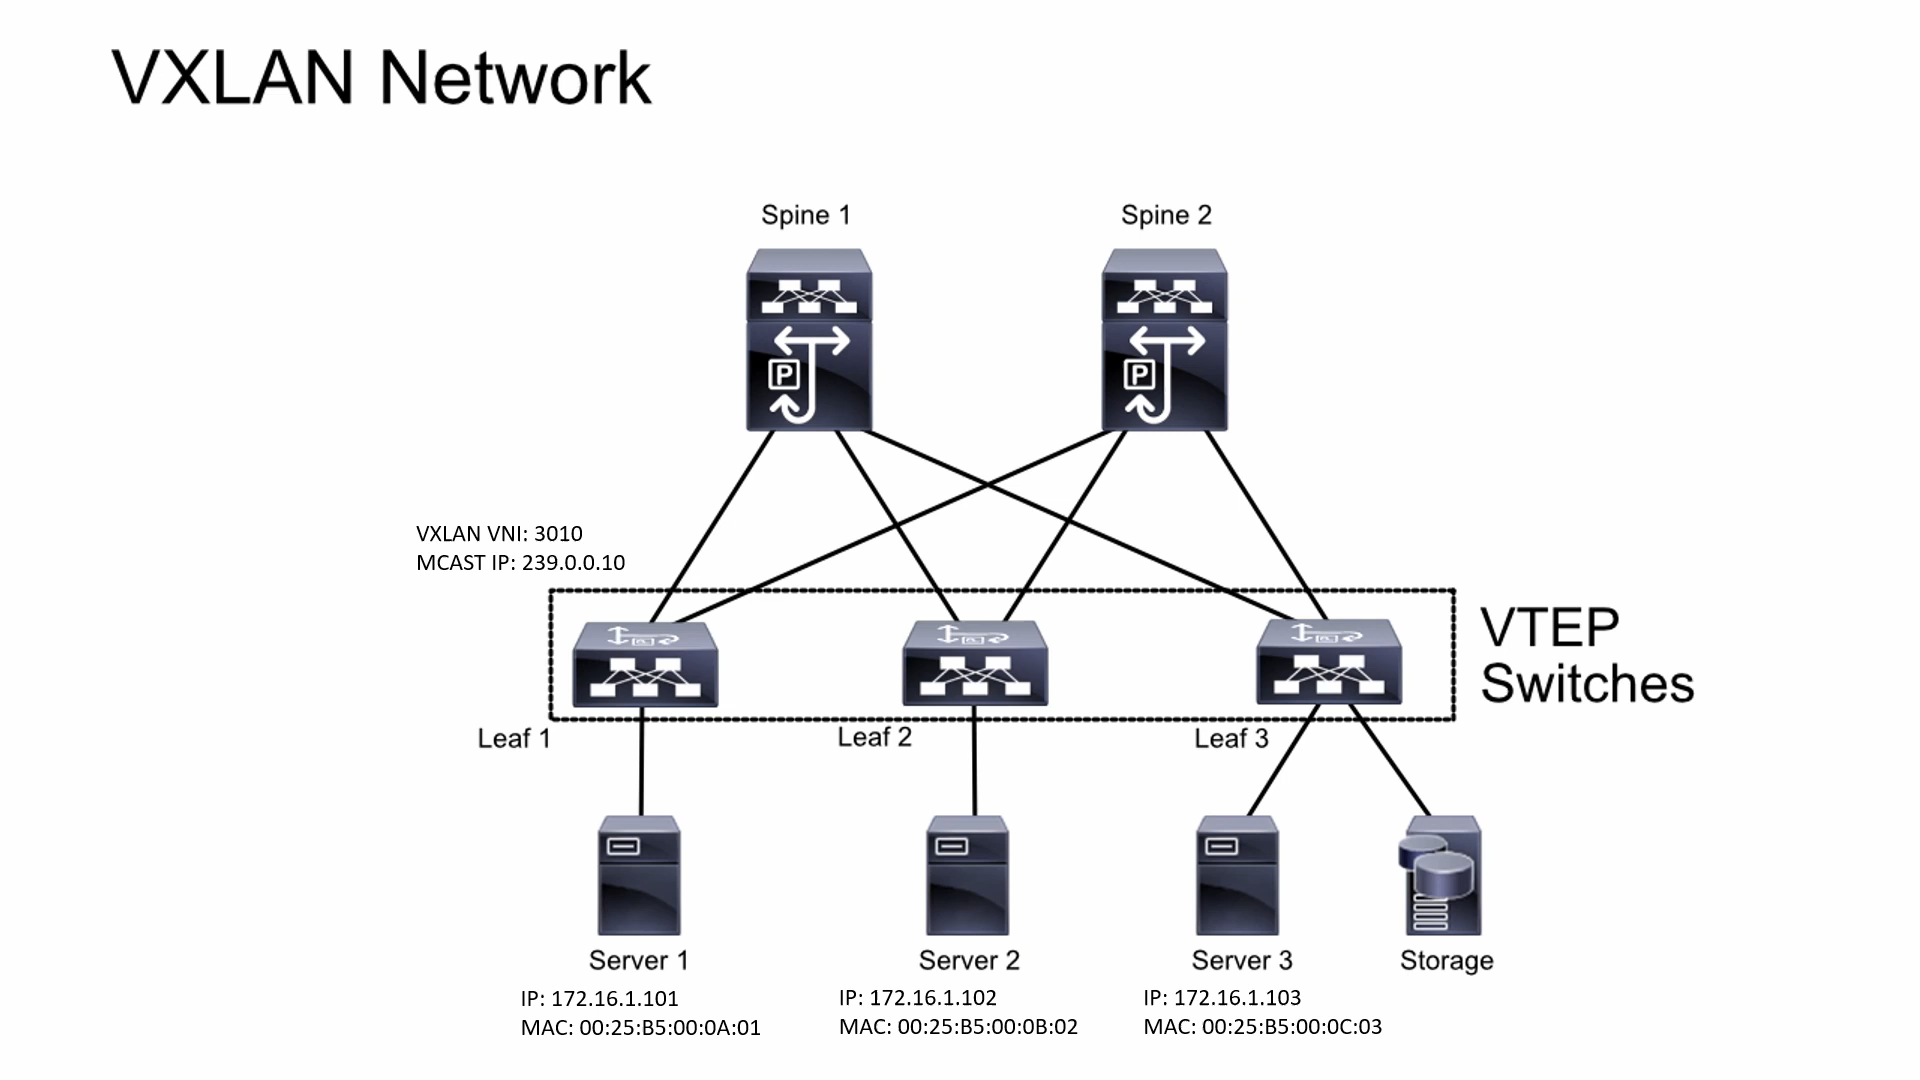 VXLAN Network
Spine 1
Spine 2
P
P
VXLAN VNI: 3010
MCAST IP: 239.0.0.10
VTEP
Switches
Leaf 1
Leaf 2
Leaf 3
Server 1
Server 2
Server 3
Storage
IP: 172.16.1.101
MAC: 00:25:B5:00:0A:01
IP: 172.16.1.102
MAC: 00:25:B5:00:0B:02
IP: 172.16.1.103
MAC: 00:25:B5:00:0C:03